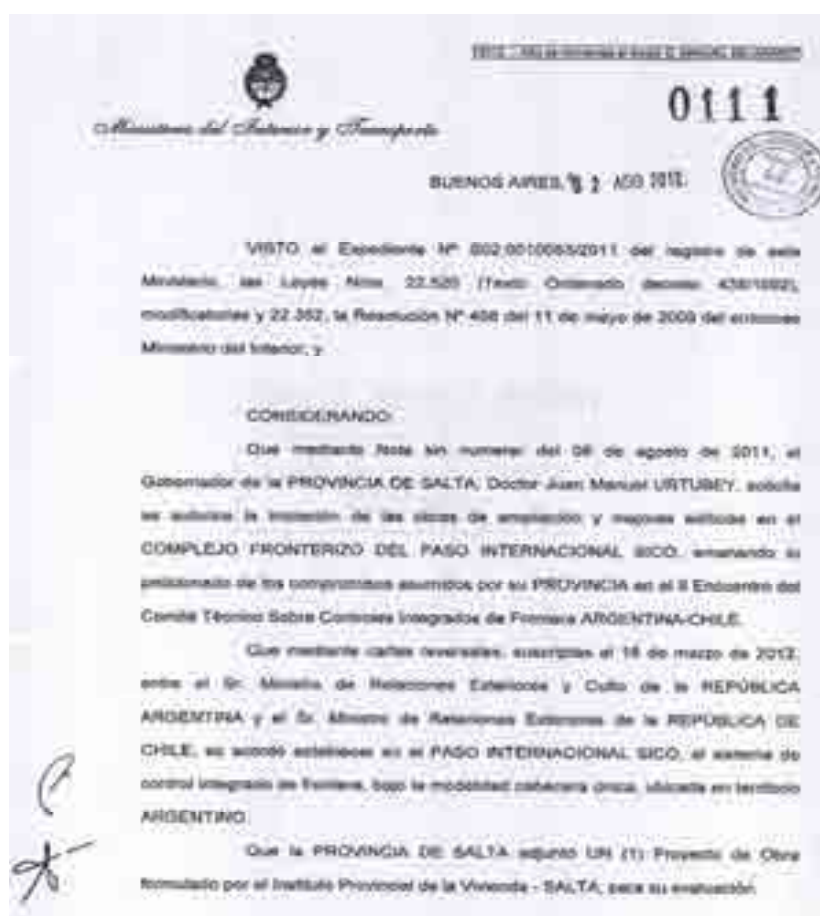 0111
Ministerio del Interior y Transporte
BUENOS AIRES, 2 AGO 2012
VISTO el Expediente Nº S02:0010063/2011 del registro de este
Ministerio, las Leyes Nros. 22.520 (Texto Ordenado decreto 438/1992),
modificatorias y 22.352, la Resolución Nº 456 del 11 de mayo de 2009 del entonces
Ministerio del Interior, y
CONSIDERANDO:
Que mediante Nota sin numerar del 08 de agosto de 2011, el
Gobernador de la PROVINCIA DE SALTA, Doctor Juan Manuel URTUBEY, solicita
se autorice la iniciación de las obras de ampliación y mejoras edilicias en el
COMPLEJO FRONTERIZO DEL PASO INTERNACIONAL SICO, emanando su
peticionado de los compromisos asumidos por su PROVINCIA en el II Encuentro del
Comité Técnico Sobre Controles Integrados de Frontera ARGENTINA-CHILE.
Que mediante cartas reversales, suscriptas el 16 de marzo de 2012,
entre el Sr. Ministro de Relaciones Exteriores y Culto de la REPÚBLICA
ARGENTINA y el Sr. Ministro de Relaciones Exteriores de la REPÚBLICA DE
CHILE, se acordó establecer en el PASO INTERNACIONAL SICO, el sistema de
control integrado de frontera, bajo la modalidad cabecera única, ubicada en territorio
ARGENTINO.
Que la PROVINCIA DE SALTA adjuntó UN (1) Proyecto de Obra
formulado por el Instituto Provincial de la Vivienda - SALTA, para su evaluación.